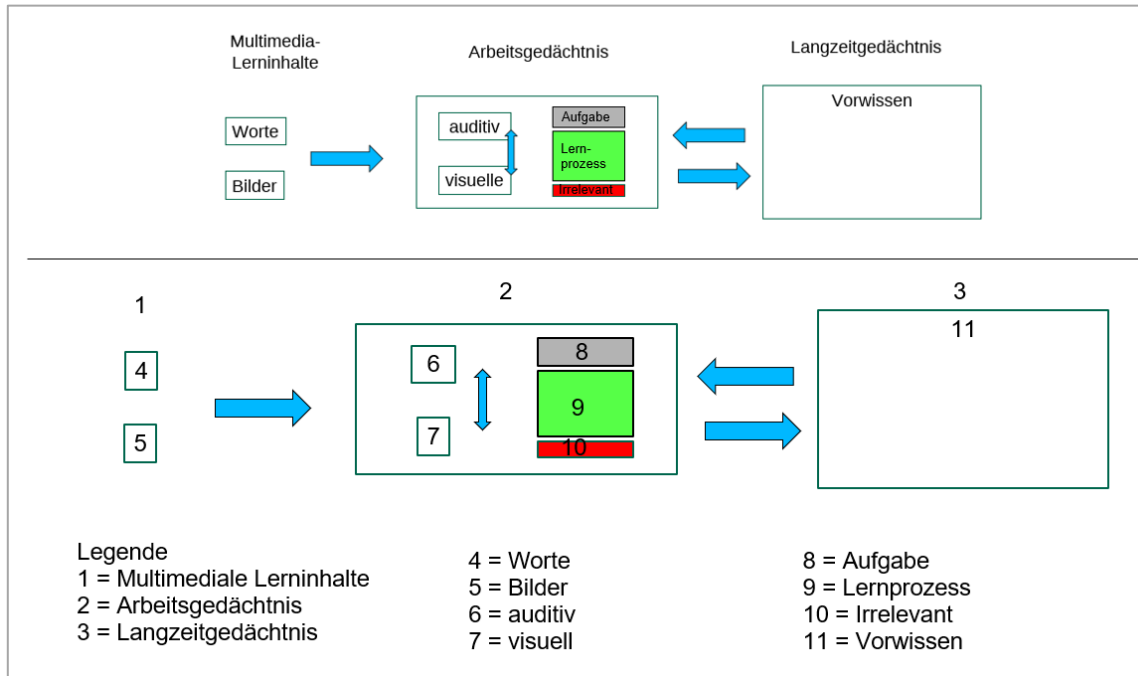 Multimedia-
Lerninhalte
Arbeitsgedächtnis
Langzeitgedächtnis
Worte
Bilder
auditiv
visuelle
Aufgabe
Lern-
prozess
Irrelevant
Vorwissen
1
2
3
4
5
6
7
8
9
10
11
Legende
1 = Multimediale Lerninhalte
2 = Arbeitsgedächtnis
3 = Langzeitgedächtnis
4 = Worte
5 = Bilder
6 = auditiv
7 = visuell
8 = Aufgabe
9 = Lernprozess
10 = Irrelevant
11 = Vorwissen